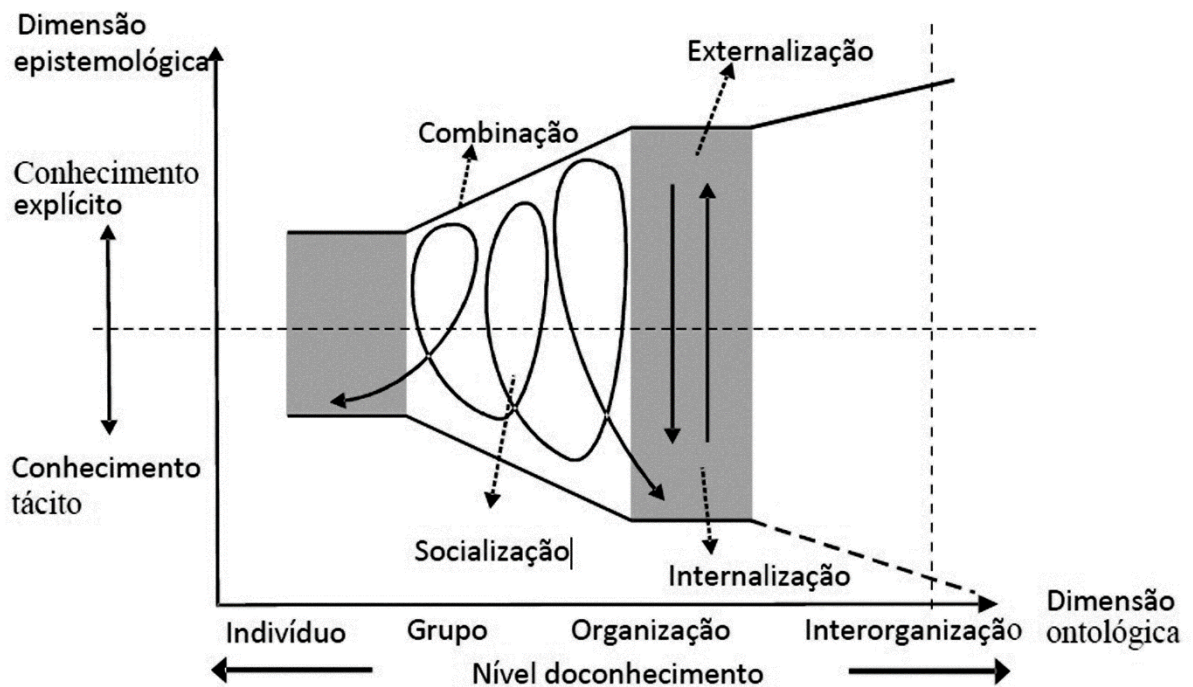 Dimensão
epistemológica
Externalização
Combinação
Conhecimento
explícito
Conhecimento
tácito
Socialização
Internalização
Dimensão
ontológica
Indivíduo
Grupo
Organização
Interorganização
Nível doconhecimento